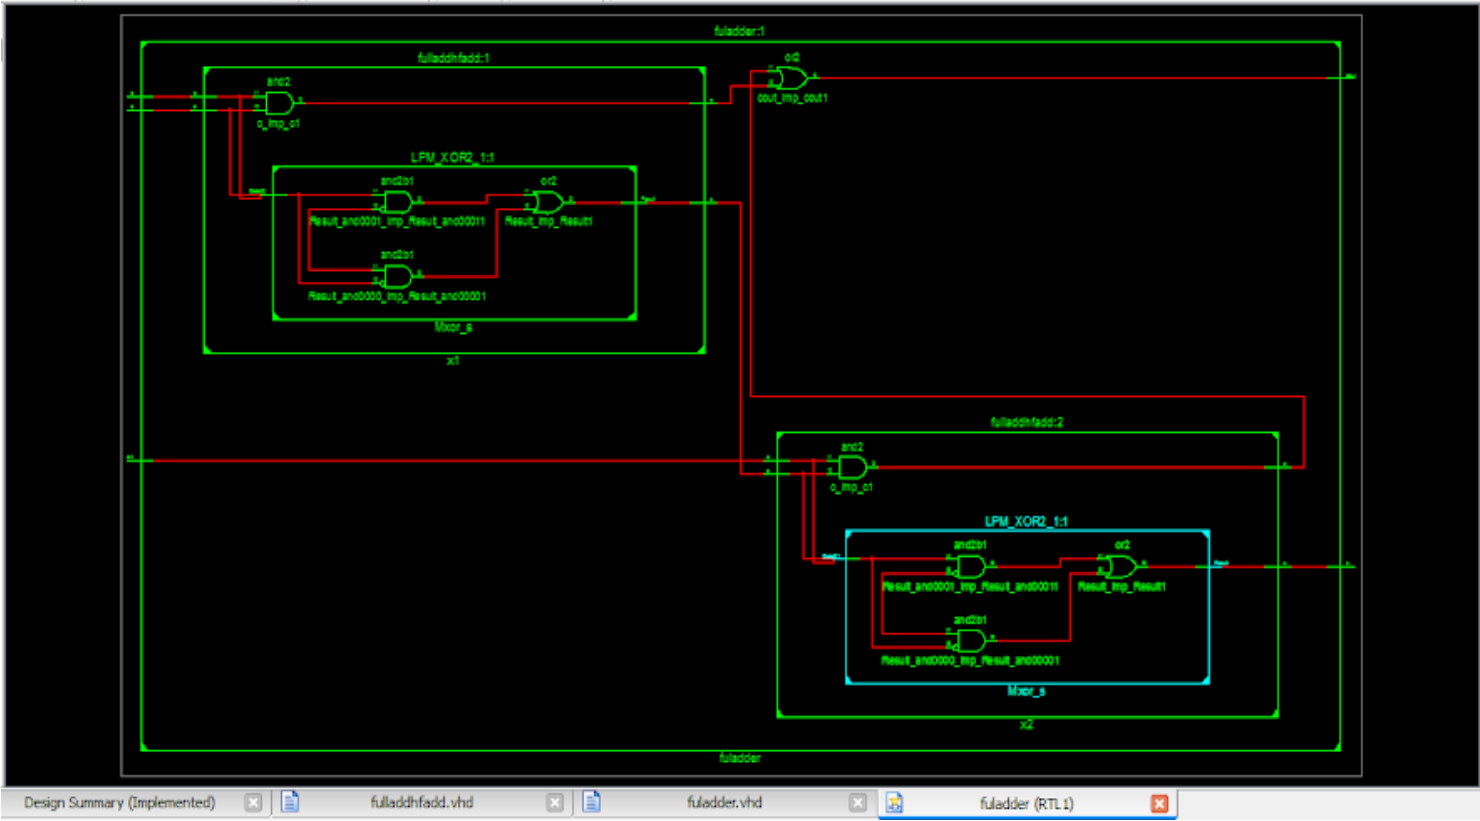 fuladder:1
fulladdhfadd:1
or2
and2
cout_imp_cout1
o_imp_o1
LPM_XOR2_1:1
and2b1
or2
Result_and0001_imp_Result_and00011
Result_imp_Result1
and2b1
Result_and0000_imp_Result_and00001
Mxor_s
x1
fulladdhfadd:2
and2
o_imp_o1
LPM_XOR2_1:1
and2b1
or2
Result_and0001_imp_Result_and00011
Result_imp_Result1
and2b1
Result_and0000_imp_Result_and00001
Mxor_s
x2
fuladder
Design Summary (Implemented)
fulladdhfadd.vhd
fuladder.vhd
fuladder (RTL1)